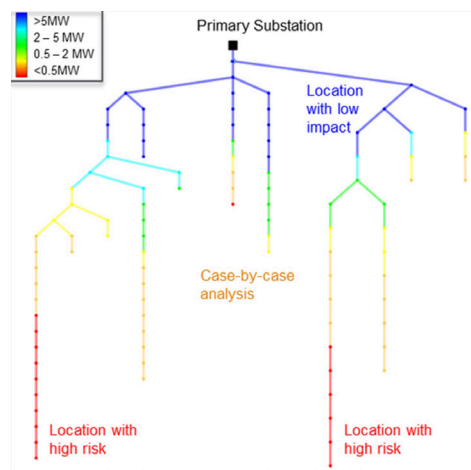 >5MW
2 – 5 MW
0.5 – 2 MW
<0.5MW
Primary Substation
Location
with low
impact
Case-by-case
analysis
Location with
high risk
Location with
high risk